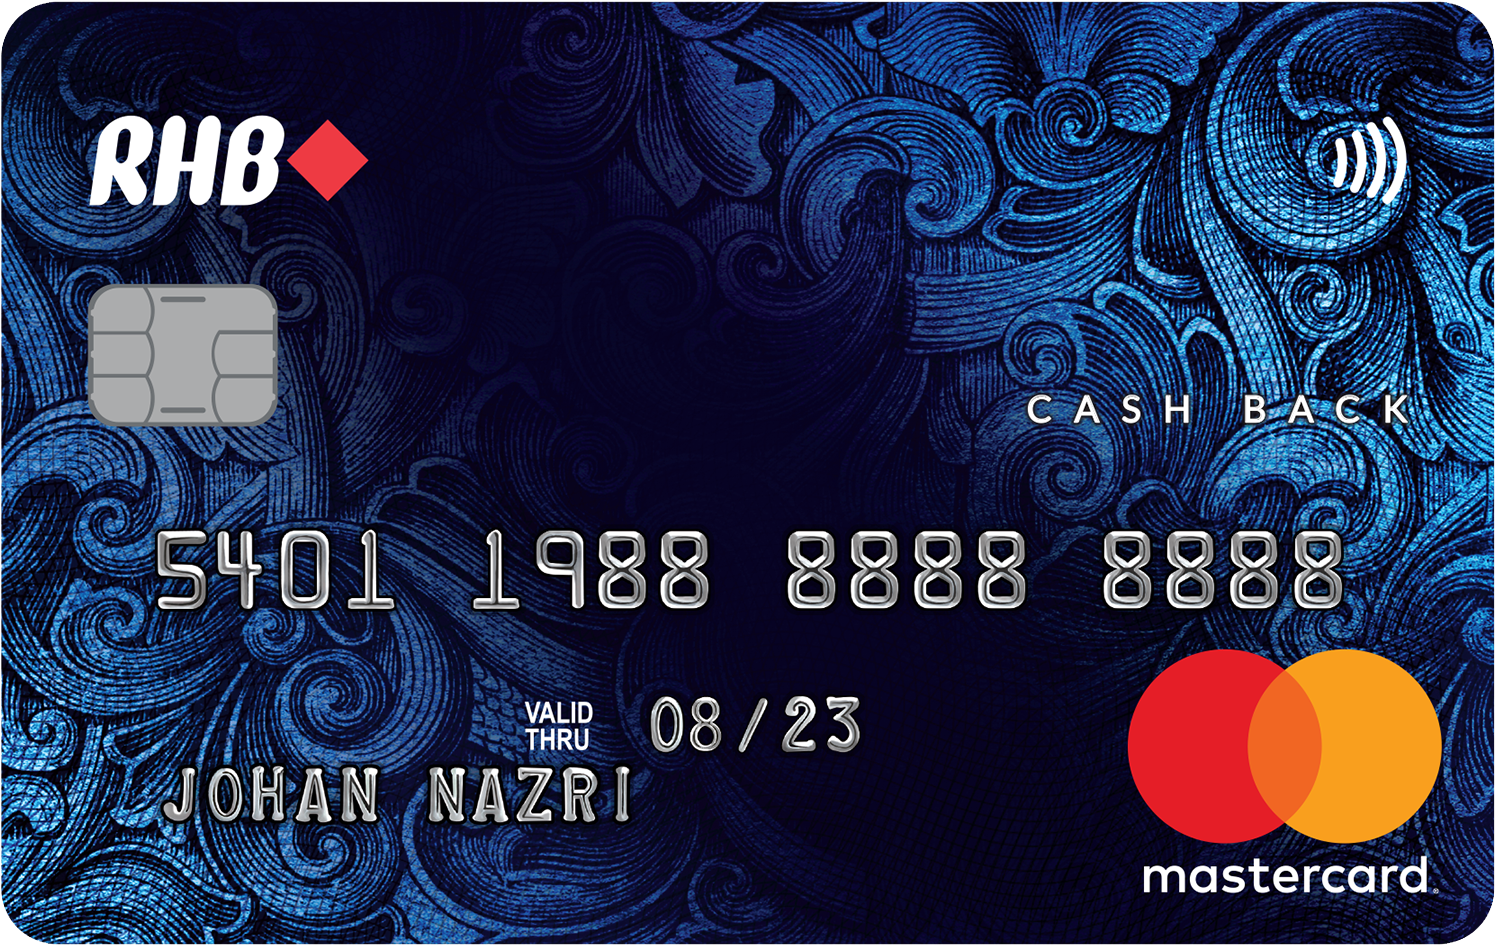 RHB
CASH BACK
5401 1988 8888 8888
VALID THRU 08/23
JOHAN NAZRI
mastercard